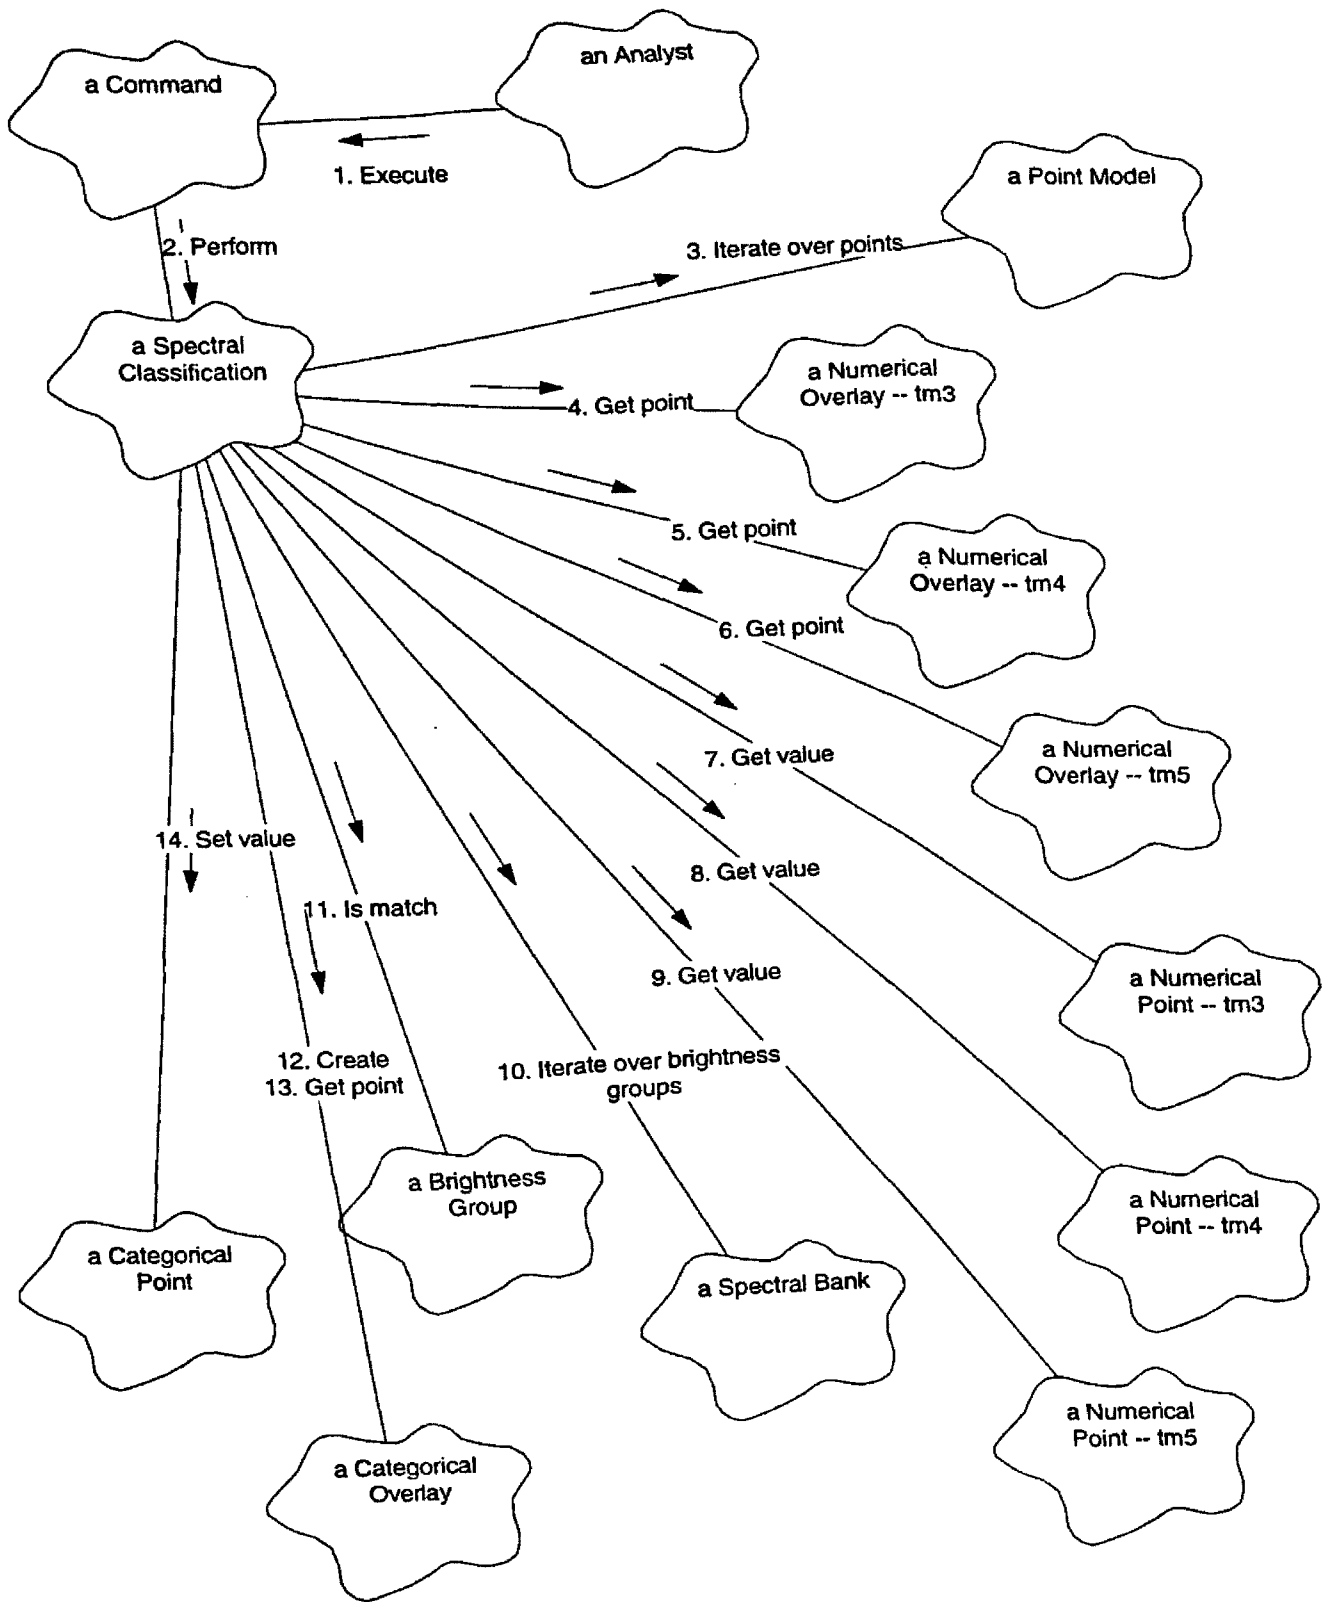 an Analyst
a Command
1. Execute
a Point Model
2. Perform
3. Iterate over points
a Spectral
Classification
a Numerical
Overlay -- tm3
4. Get point
5. Get point
a Numerical
Overlay -- tm4
6. Get point
7. Get value
a Numerical
Overlay -- tm5
14. Set value
8. Get value
11. Is match
9. Get value
a Numerical
Point -- tm3
12. Create
13. Get point
10. Iterate over brightness
groups
a Brightness
Group
a Numerical
Point -- tm4
a Categorical
Point
a Spectral Bank
a Numerical
Point -- tm5
a Categorical
Overlay